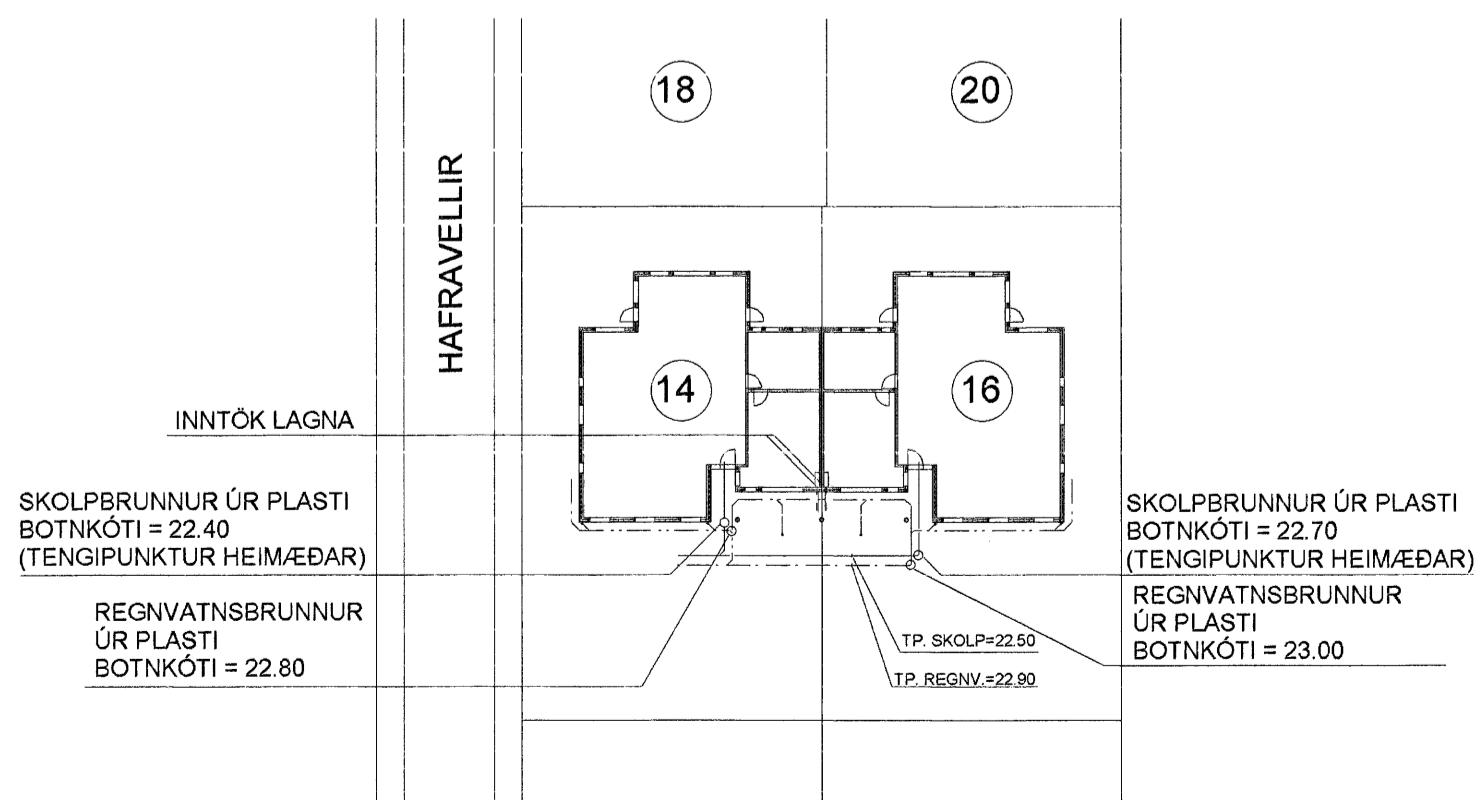 18
20
HAFRAVELLIR
14
16
INNTÖK LAGNA
SKOLPBRUNNUR ÚR PLASTI
BOTNKÓTI = 22.40
(TENGIPUNKTUR HEIMÆÐAR)
REGNVATNSBRUNNUR
ÚR PLASTI
BOTNKÓTI = 22.80
TP. SKOLP=22.50
TP. REGNV.=22.90
SKOLPBRUNNUR ÚR PLASTI
BOTNKÓTI = 22.70
(TENGIPUNKTUR HEIMÆÐAR)
REGNVATNSBRUNNUR
ÚR PLASTI
BOTNKÓTI = 23.00